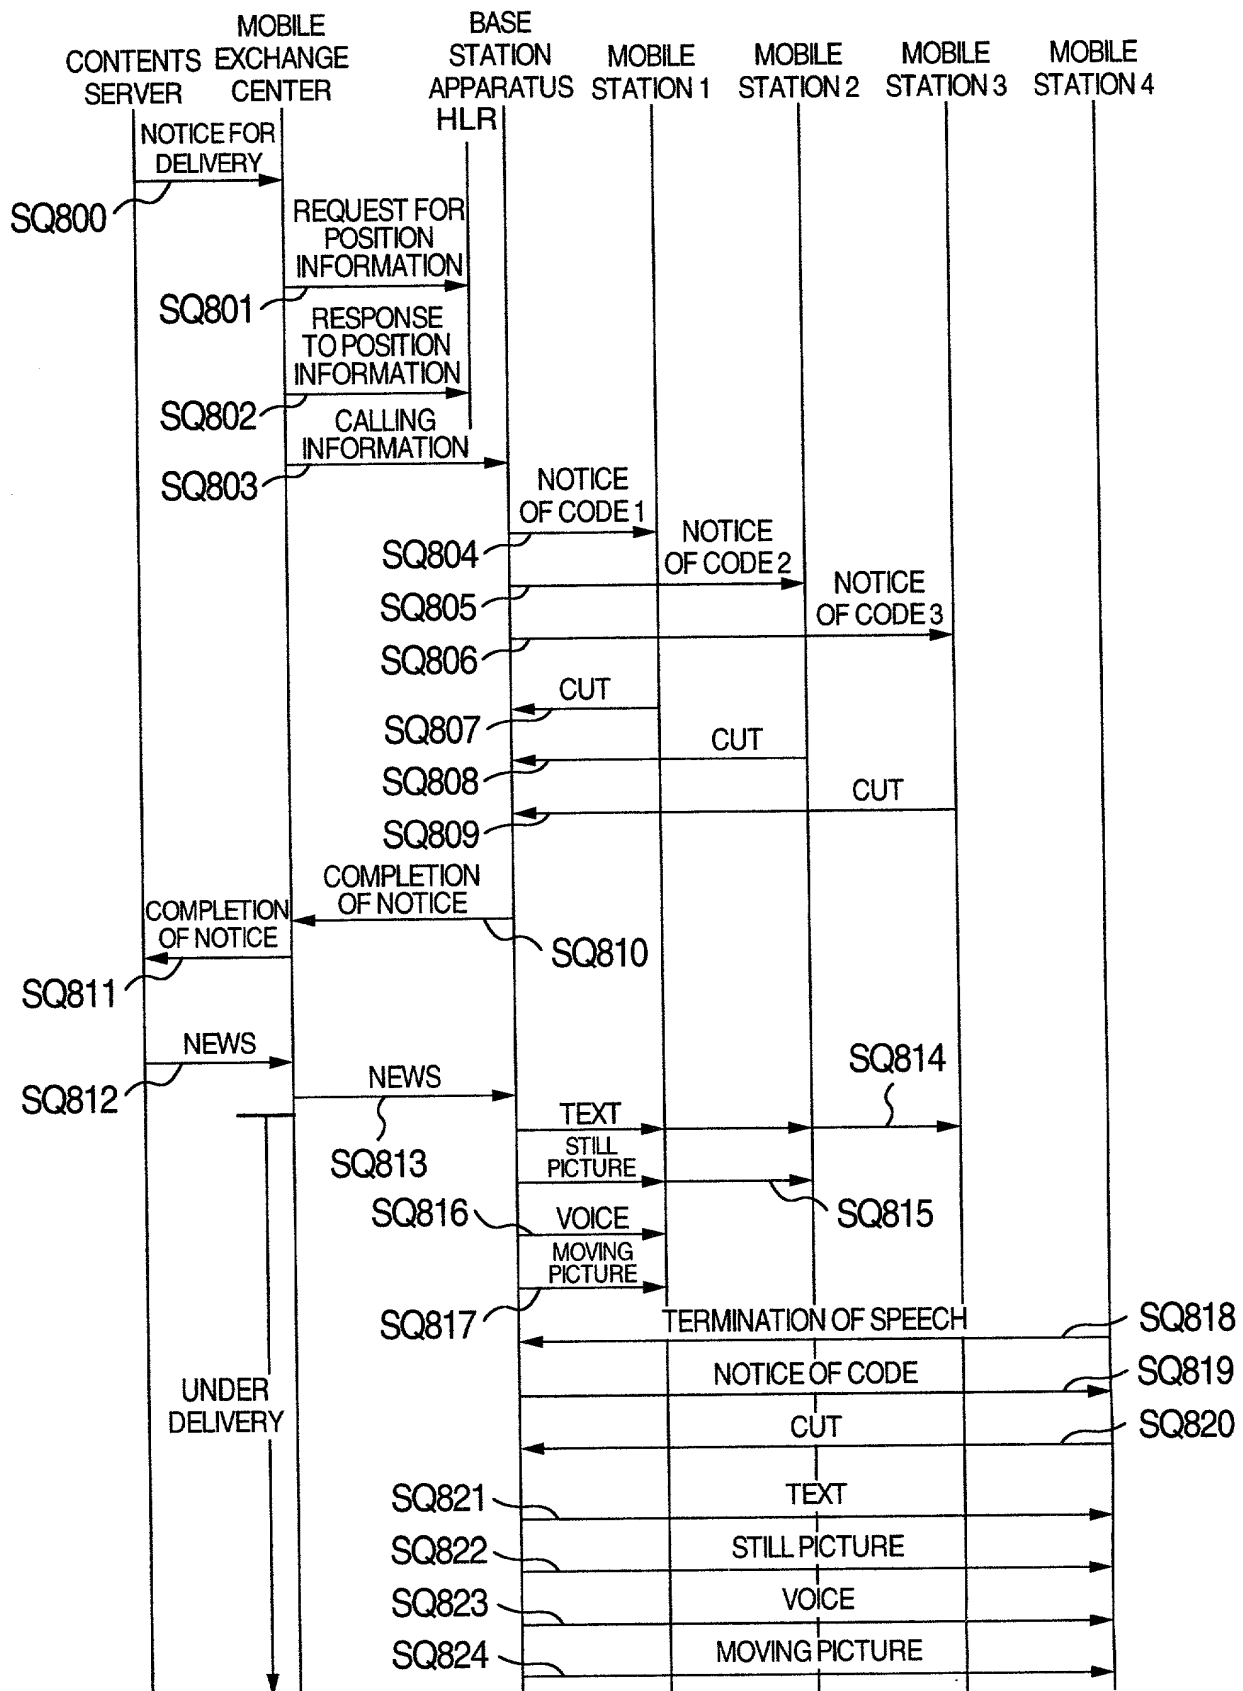 CONTENTS
SERVER
MOBILE
EXCHANGE
CENTER
BASE
STATION
APPARATUS
HLR
MOBILE
STATION 1
MOBILE
STATION 2
MOBILE
STATION 3
MOBILE
STATION 4
NOTICE FOR
DELIVERY
SQ800
REQUEST FOR
POSITION
INFORMATION
SQ801
RESPONSE
TO POSITION
INFORMATION
SQ802
CALLING
INFORMATION
SQ803
NOTICE
OF CODE 1
SQ804
NOTICE
OF CODE 2
SQ805
NOTICE
OF CODE 3
SQ806
CUT
SQ807
CUT
SQ808
CUT
SQ809
COMPLETION
OF NOTICE
SQ810
COMPLETION
OF NOTICE
SQ811
NEWS
SQ812
NEWS
SQ813
TEXT
SQ814
STILL
PICTURE
SQ815
SQ816
VOICE
MOVING
PICTURE
SQ817
TERMINATION OF SPEECH
SQ818
NOTICE OF CODE
SQ819
UNDER
DELIVERY
CUT
SQ820
SQ821
TEXT
SQ822
STILL PICTURE
SQ823
VOICE
SQ824
MOVING PICTURE